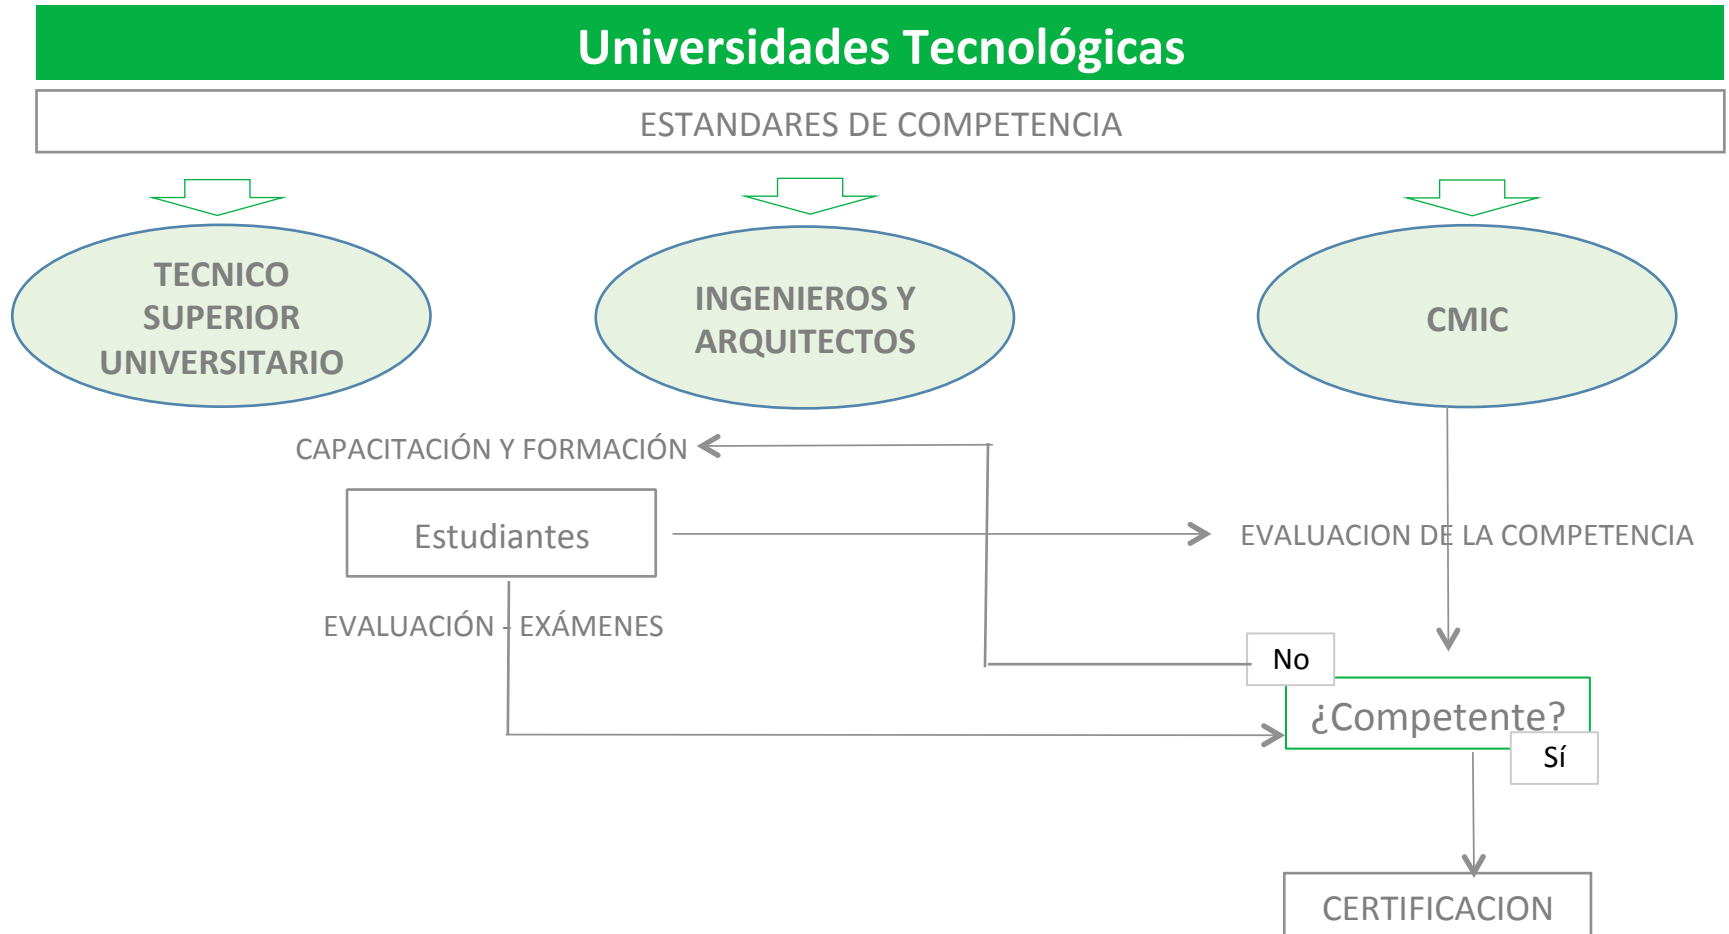 Universidades Tecnológicas
ESTANDARES DE COMPETENCIA
TECNICO
SUPERIOR
UNIVERSITARIO
INGENIEROS Y
ARQUITECTOS
CMIC
CAPACITACIÓN Y FORMACIÓN
Estudiantes
EVALUACION DE LA COMPETENCIA
EVALUACIÓN - EXÁMENES
No
¿Competente?
Sí
CERTIFICACION